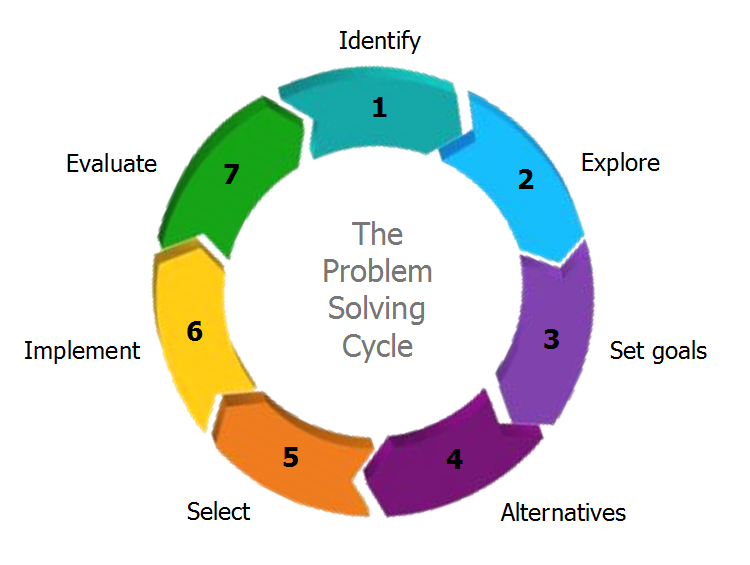 Identify
1
2
Explore
3
Set goals
4
Alternatives
5
Select
6
Implement
7
Evaluate
The
Problem
Solving
Cycle